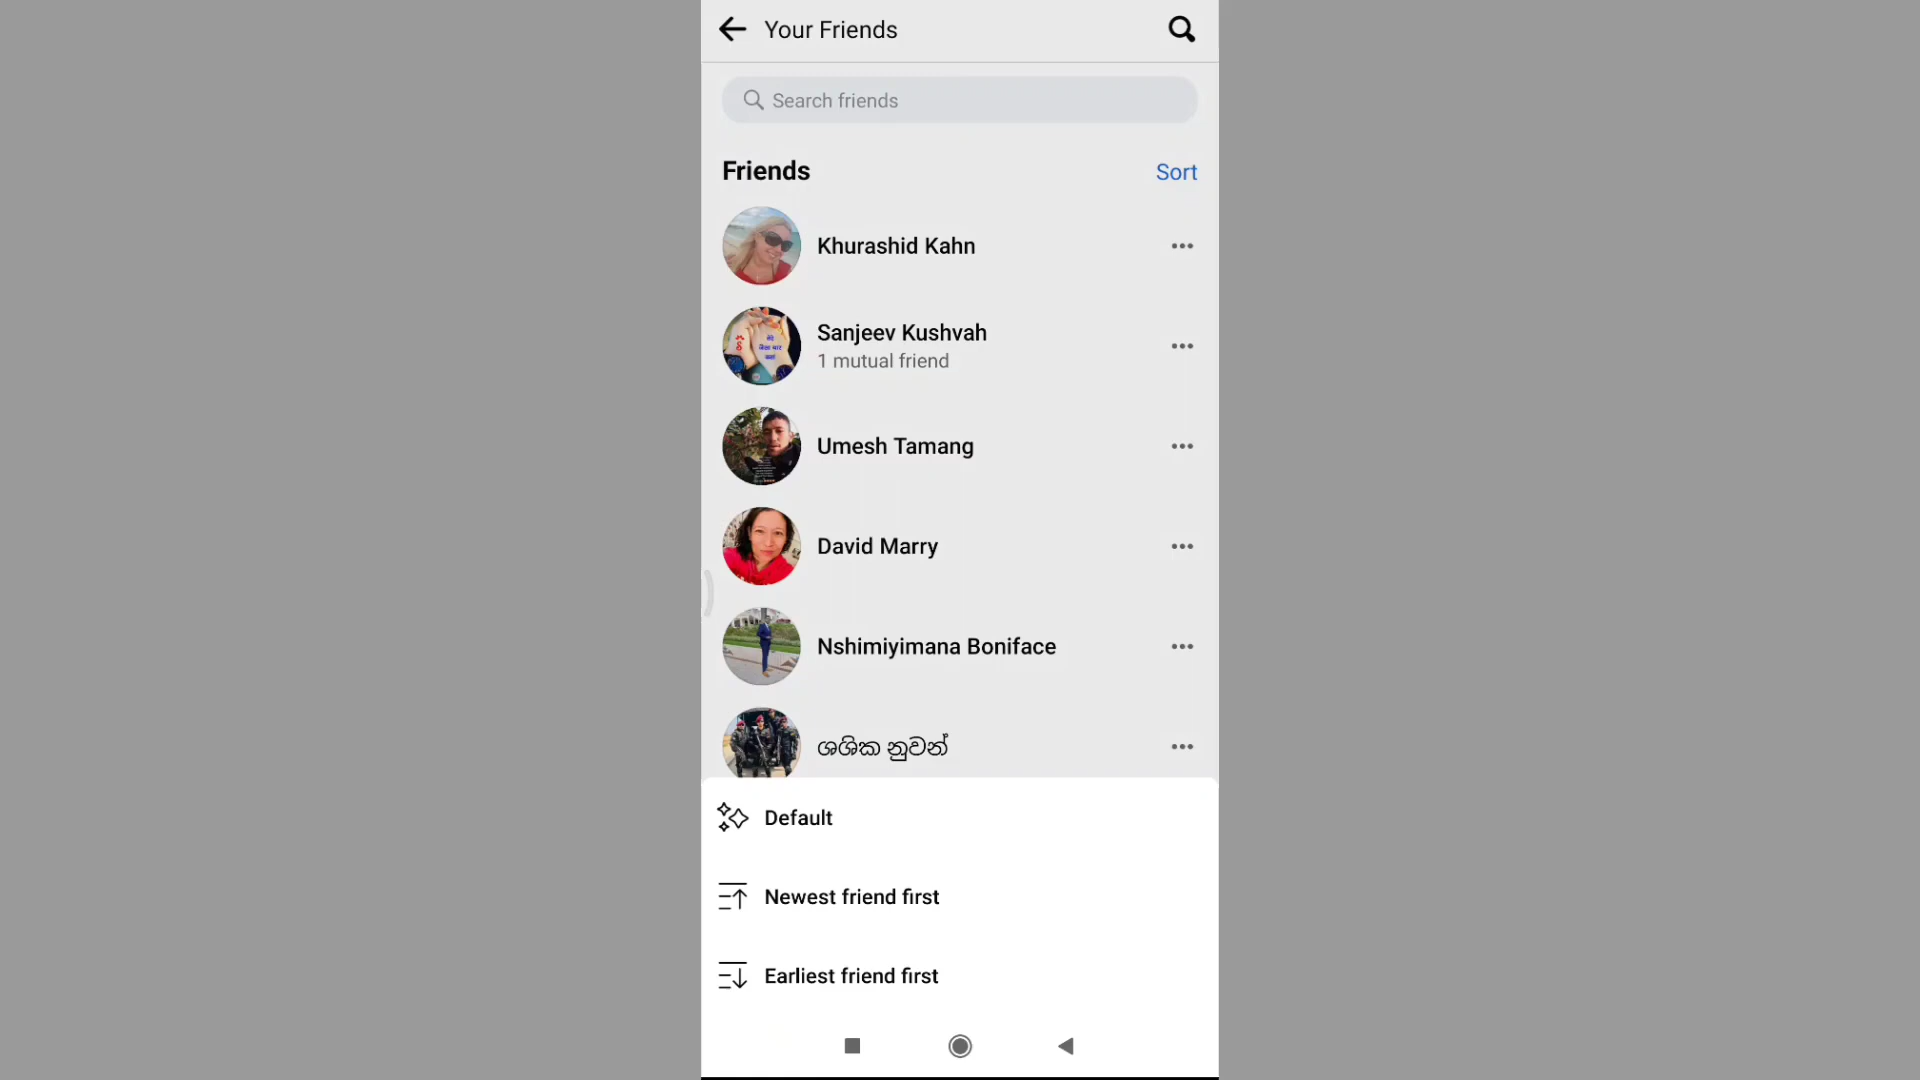 Your Friends
Search friends
Friends
Sort
Khurashid Kahn
Sanjeev Kushvah
1 mutual friend
Umesh Tamang
David Marry
Nshimiyimana Boniface
ශශික නුවන්
Default
Newest friend first
Earliest friend first